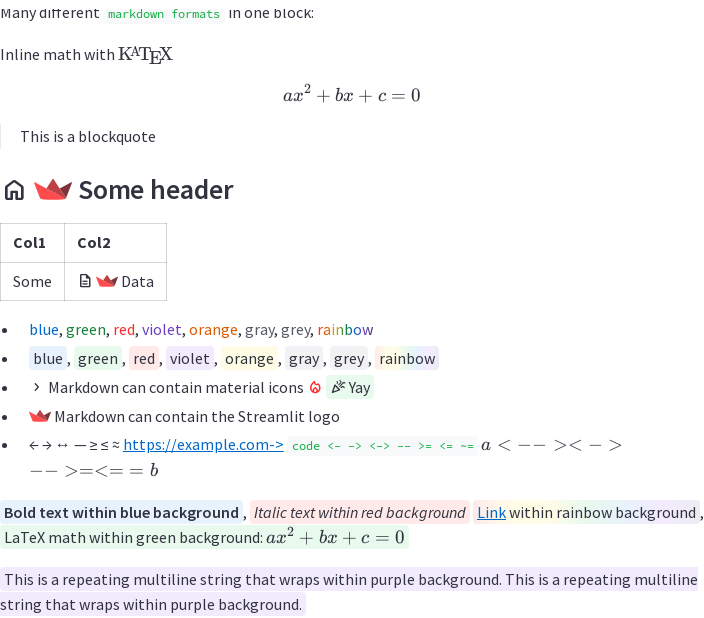 Many different markdown formats in one block:
Inline math with KATEX
ax² + bx + c = 0
This is a blockquote
Some header
Col1 Col2
Some Data
blue, green, red, violet, orange, gray, grey, rainbow
blue, green, red, violet, orange, gray, grey, rainbow
Markdown can contain material icons Yay
Markdown can contain the Streamlit logo
← → ↔ — ≥ ≤ ≈ https://example.com-> code <- -> <-> -- >= <= ~= a < −− >< − >
−− >=<= = b
Bold text within blue background, Italic text within red background Link within rainbow background,
LaTeX math within green background: ax² + bx + c = 0
This is a repeating multiline string that wraps within purple background. This is a repeating multiline
string that wraps within purple background.